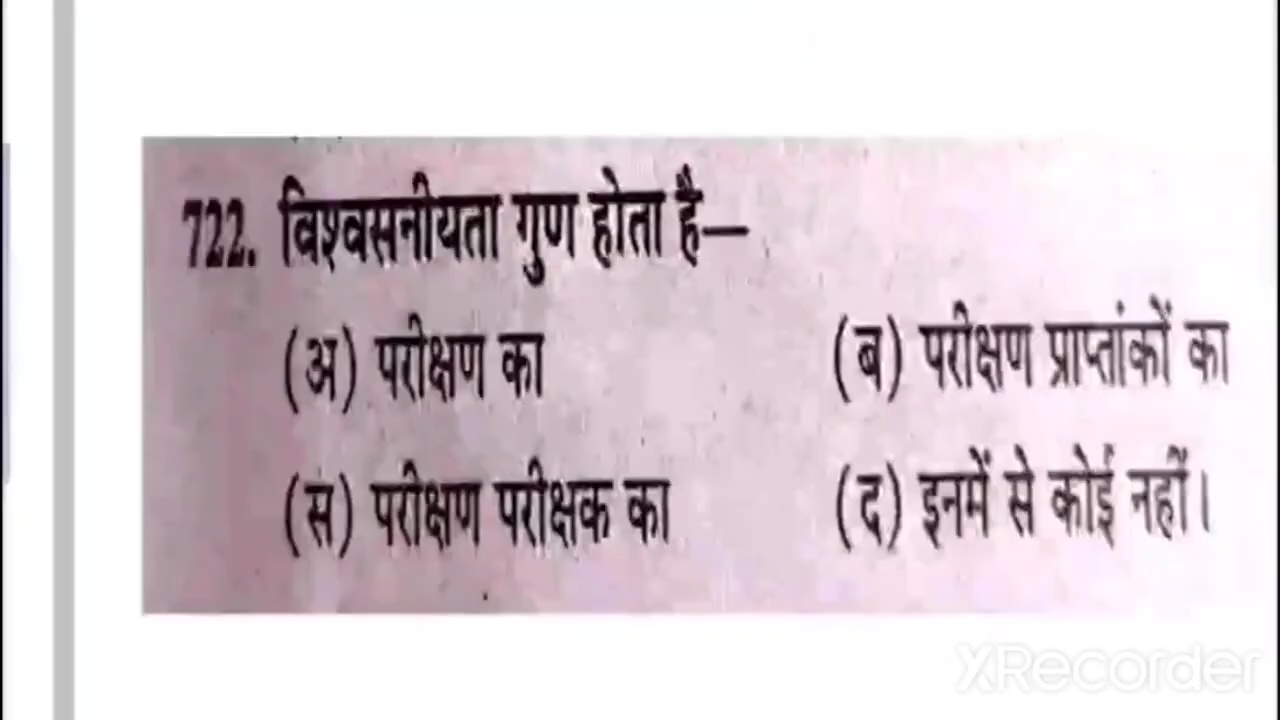 722. विश्वसनीयता गुण होता है—
(अ) परीक्षण का (ब) परीक्षण प्राप्तांकों का
(स) परीक्षण परीक्षक का (द) इनमें से कोई नहीं।
XRecorder